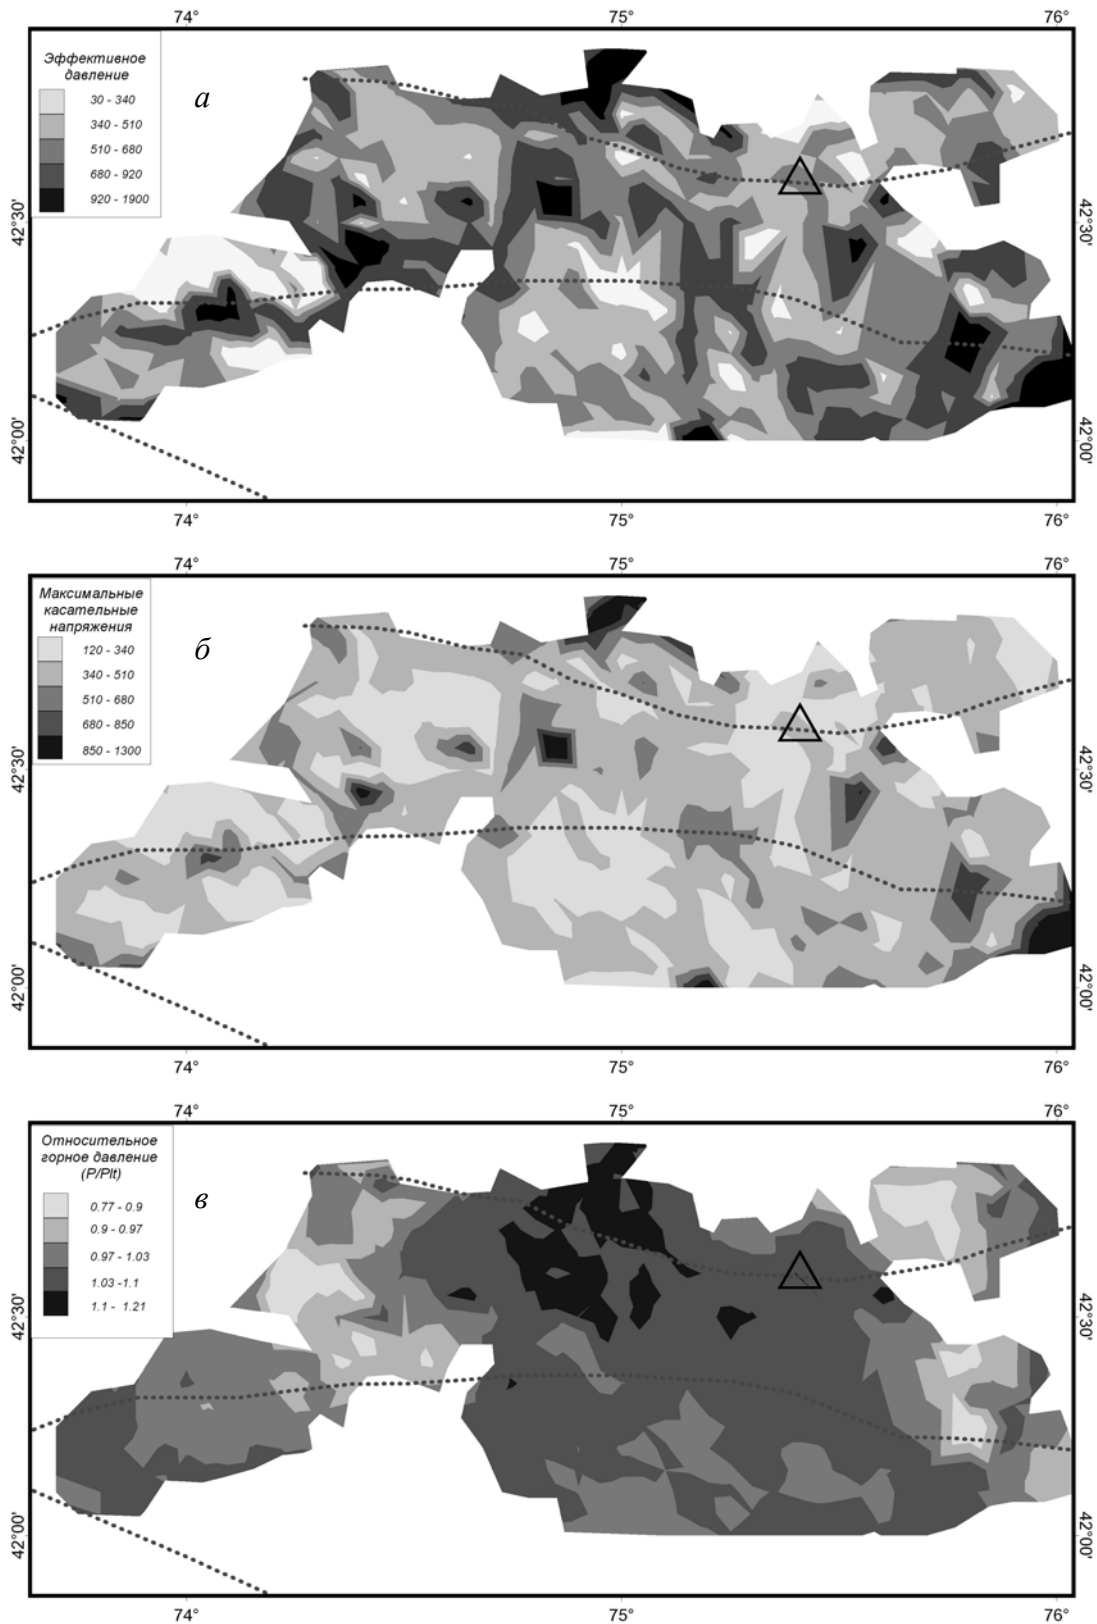 74° 75° 76°
Эффективное
давление
30 - 340
340 - 510
510 - 680
680 - 920
920 - 1900
а
42°30' 42°30'
42°00' 42°00'
74° 75° 76°
74° 75° 76°
Максимальные
касательные
напряжения
120 - 340
340 - 510
510 - 680
680 - 850
850 - 1300
б
42°30' 42°30'
42°00' 42°00'
74° 75° 76°
74° 75° 76°
Относительное
горное давление
(P/Plt)
0.77 - 0.9
0.9 - 0.97
0.97 - 1.03
1.03 -1.1
1.1 - 1.21
в
42°30' 42°30'
42°00' 42°00'
74° 75° 76°